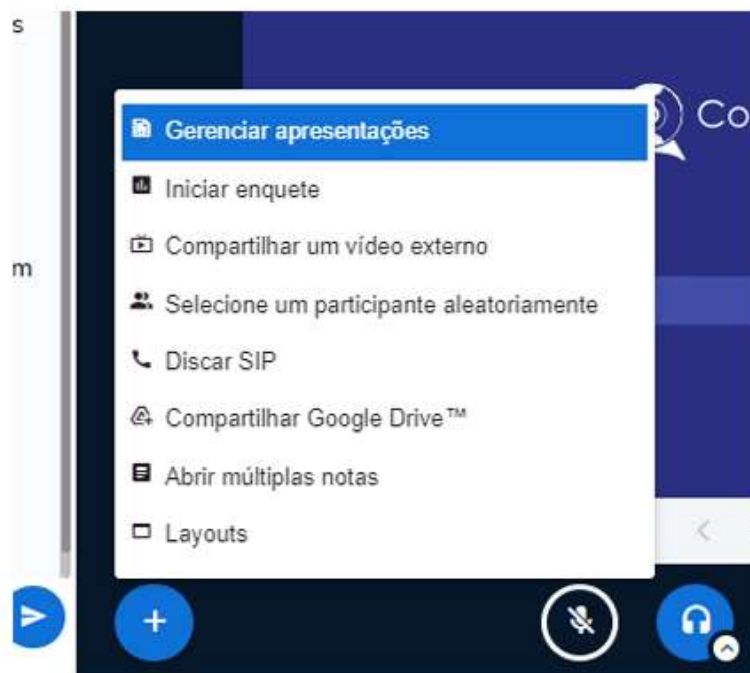 s
Co
Gerenciar apresentações
Iniciar enquete
Compartilhar um vídeo externo
m
Selecione um participante aleatoriamente
Discar SIP
Compartilhar Google Drive™
Abrir múltiplas notas
Layouts